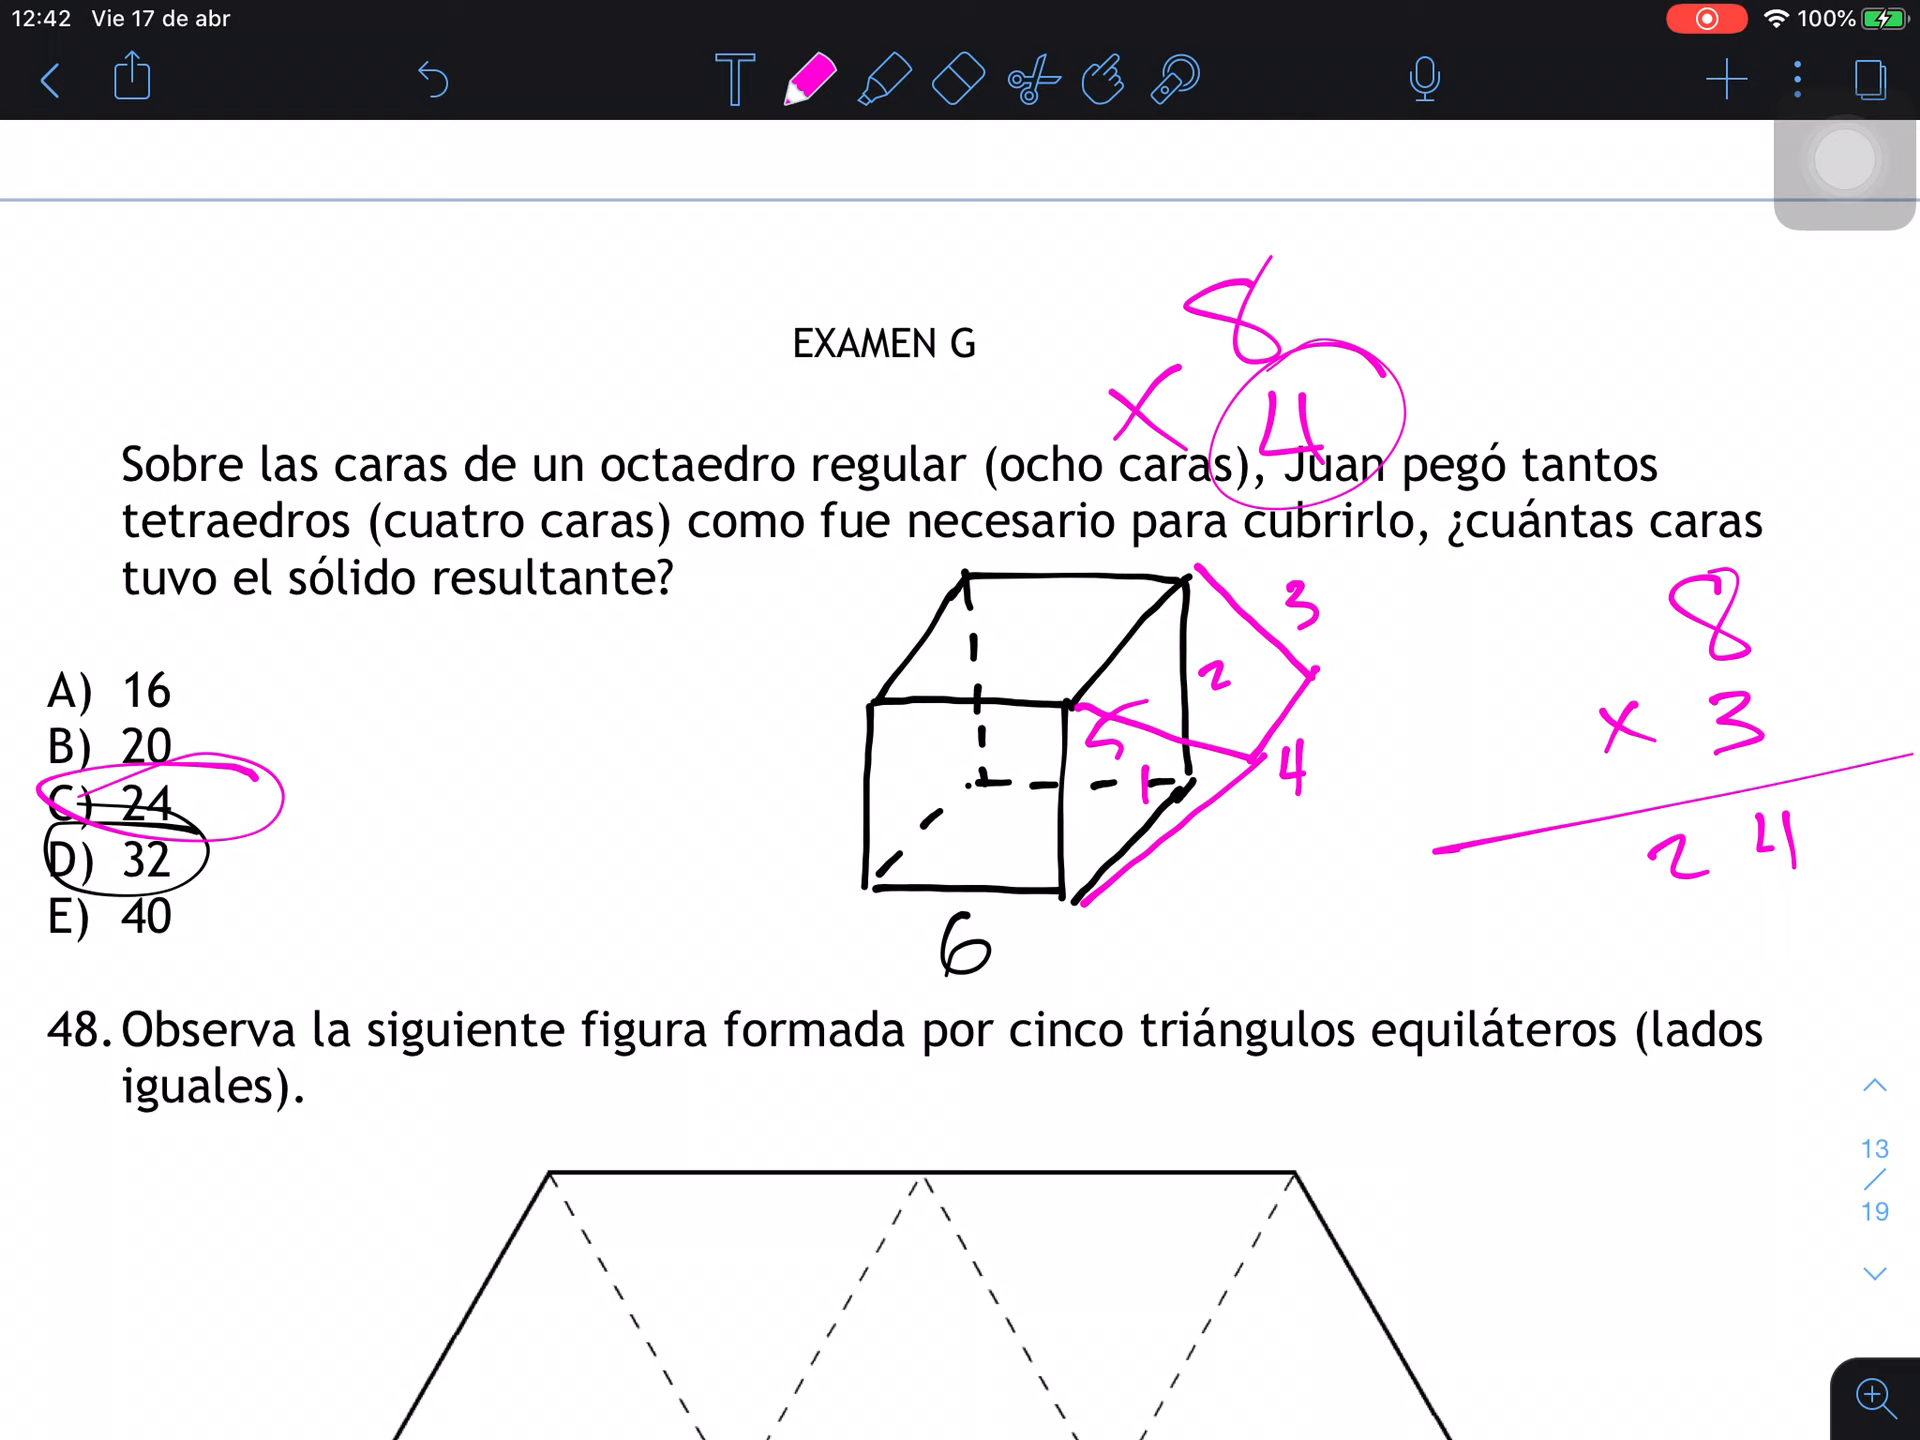 12:42 Vie 17 de abr
100%
EXAMEN G
8
x 4
Sobre las caras de un octaedro regular (ocho caras), Juan pegó tantos
tetraedros (cuatro caras) como fue necesario para cubrirlo, ¿cuántas caras
tuvo el sólido resultante?
A) 16
B) 20
C) 24
D) 32
E) 40
3
2
5
1
4
6
8
x 3
24
48. Observa la siguiente figura formada por cinco triángulos equiláteros (lados
iguales).
13
/
19